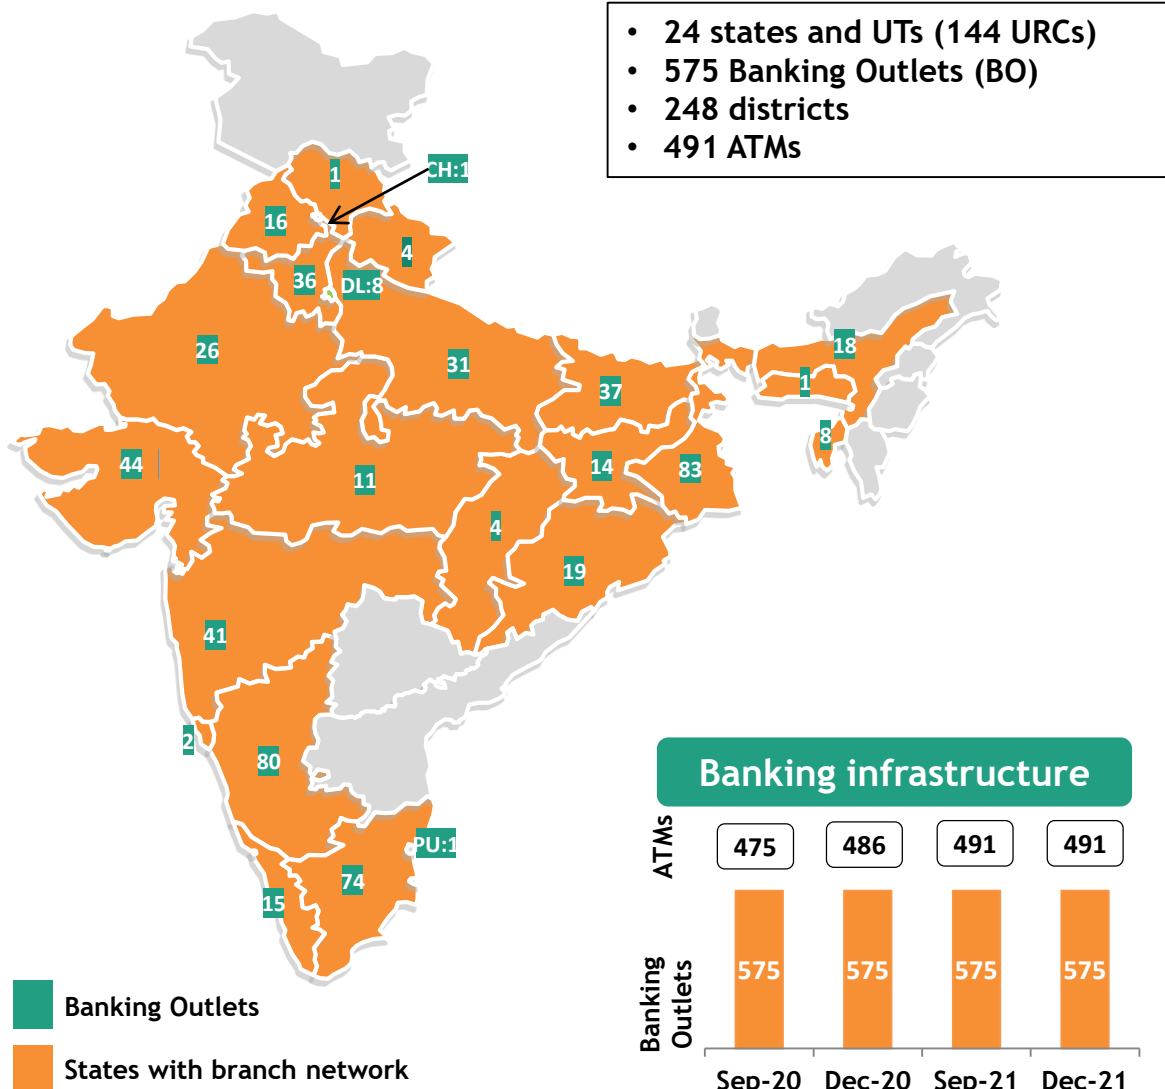 • 24 states and UTs (144 URCs)
• 575 Banking Outlets (BO)
• 248 districts
• 491 ATMs
1
CH:1
16
4
36
DL:8
26
31
37
18
1
8
44
11
14
83
4
19
41
2
80
PU:1
74
15
Banking Outlets
States with branch network
Banking infrastructure
ATMs
475
486
491
491
Banking
Outlets
575
575
575
575
Sep-20
Dec-20
Sep-21
Dec-21